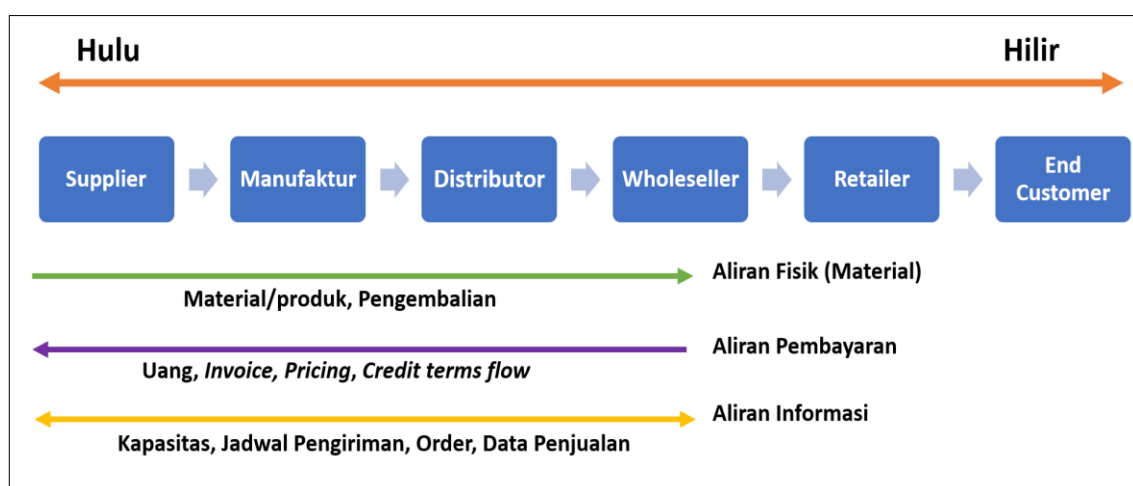 Hulu
Hilir
Supplier
Manufaktur
Distributor
Wholeseller
Retailer
End
Customer
Aliran Fisik (Material)
Material/produk, Pengembalian
Aliran Pembayaran
Uang, Invoice, Pricing, Credit terms flow
Aliran Informasi
Kapasitas, Jadwal Pengiriman, Order, Data Penjualan